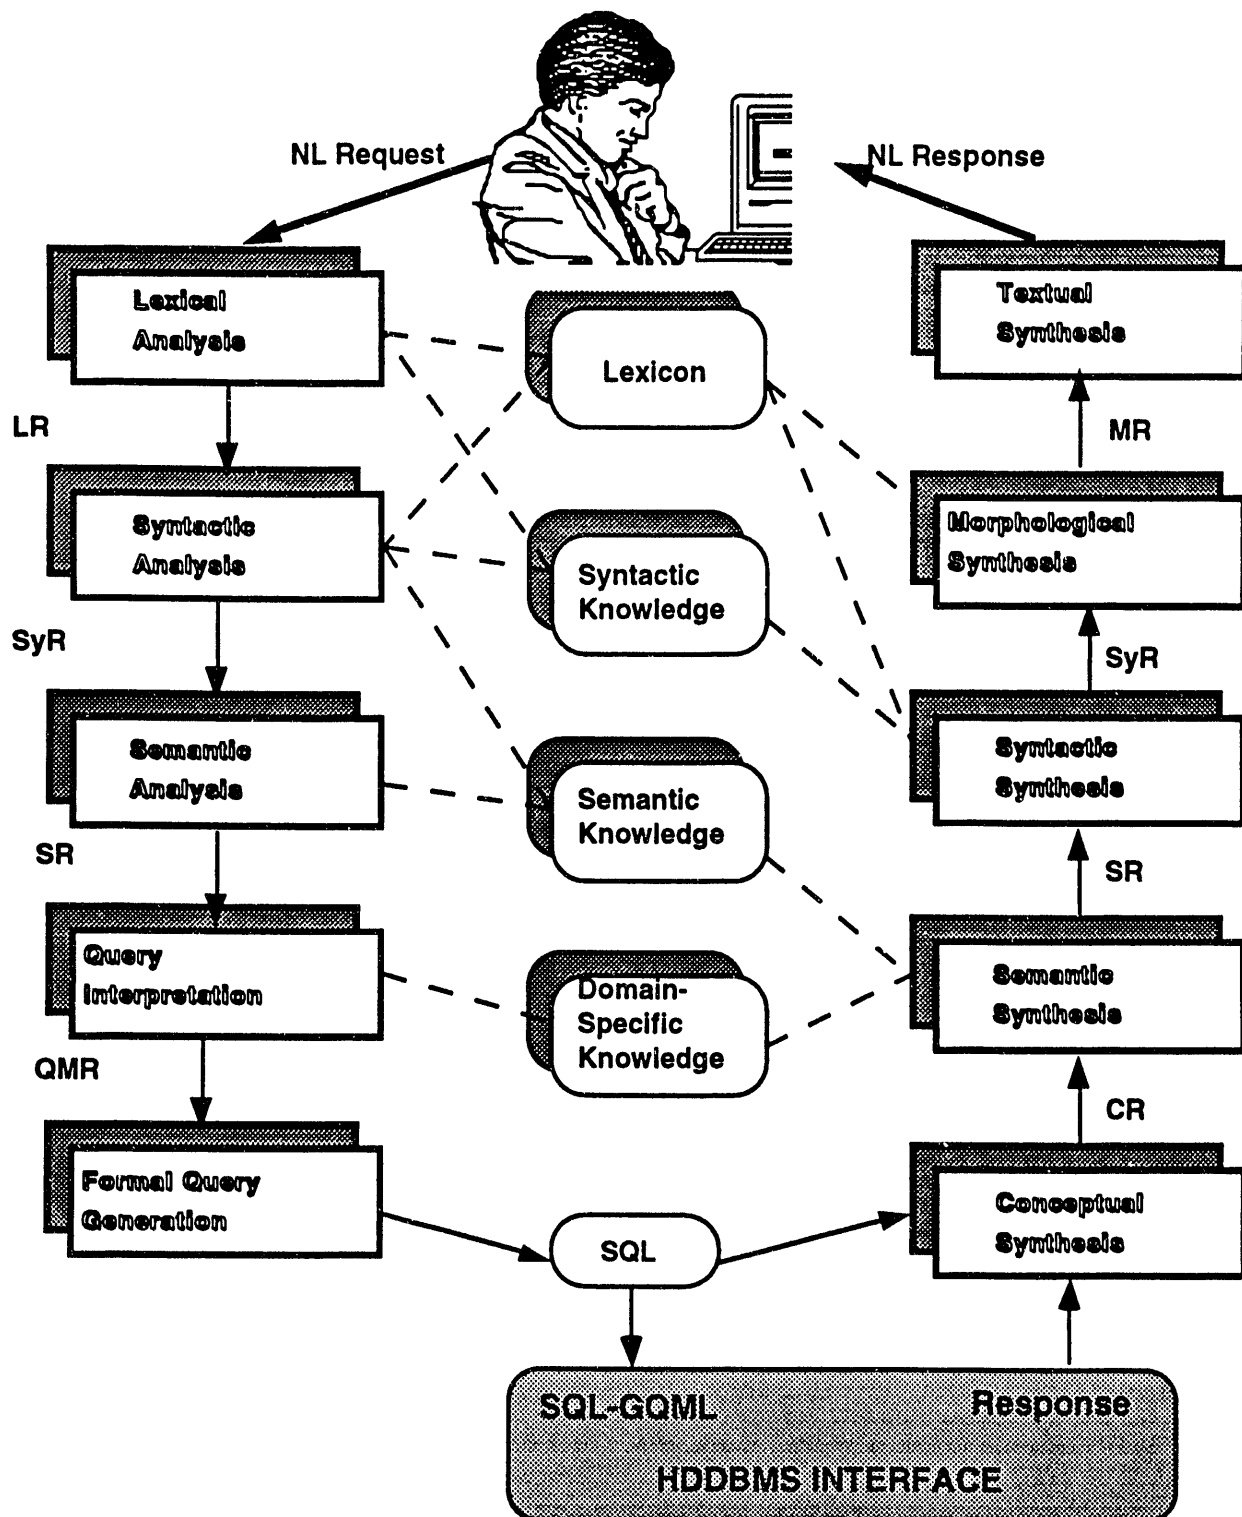 NL Request
NL Response
Lexical
Analysis
LR
Syntactic
Analysis
SyR
Semantic
Analysis
SR
Query
Interpretation
QMR
Formal Query
Generation
Lexicon
Syntactic
Knowledge
Semantic
Knowledge
Domain-
Specific
Knowledge
SQL
Textual
Synthesis
MR
Morphological
Synthesis
SyR
Syntactic
Synthesis
SR
Semantic
Synthesis
CR
Conceptual
Synthesis
SQL-GQML
Response
HDDBMS INTERFACE